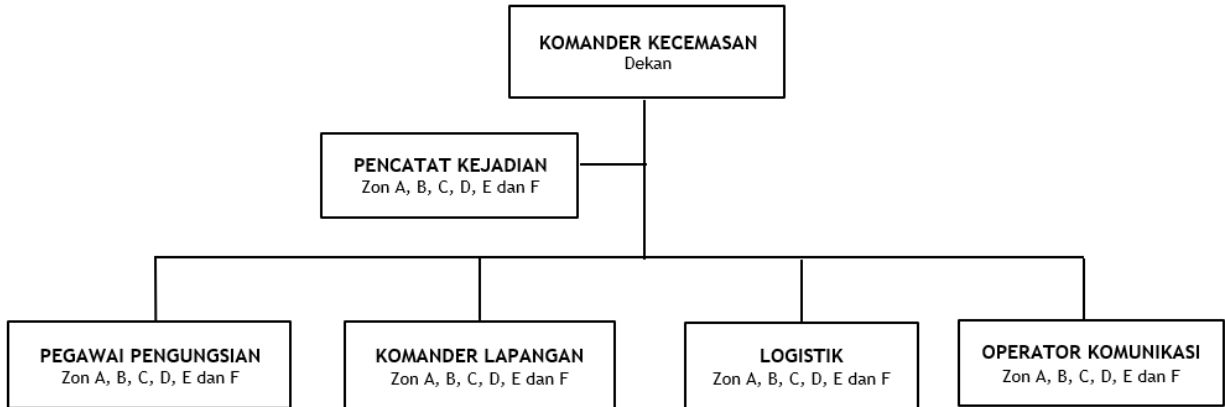 KOMANDER KECEMASAN
Dekan
PENCATAT KEJADIAN
Zon A, B, C, D, E dan F
PEGAWAI PENGUNGSIAN
Zon A, B, C, D, E dan F
KOMANDER LAPANGAN
Zon A, B, C, D, E dan F
LOGISTIK
Zon A, B, C, D, E dan F
OPERATOR KOMUNIKASI
Zon A, B, C, D, E dan F